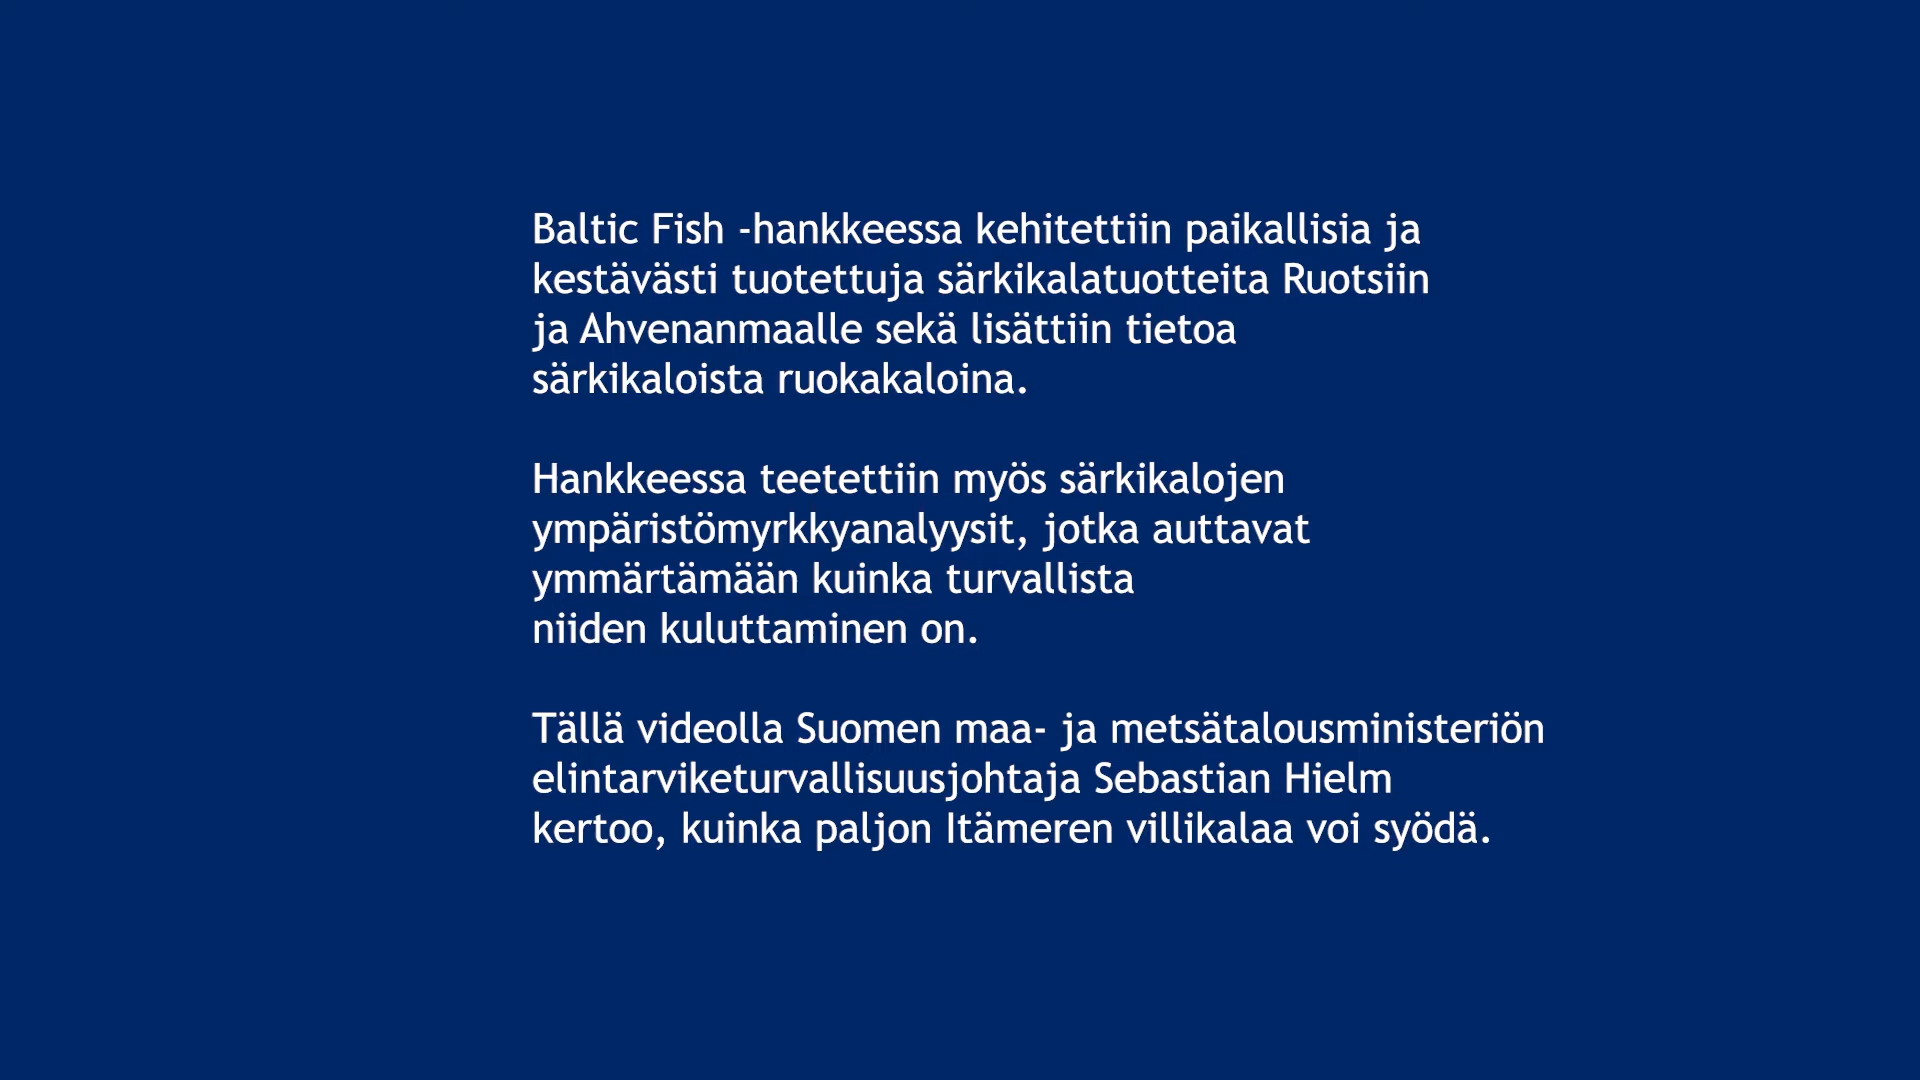 Baltic Fish -hankkeessa kehitettiin paikallisia ja
kestävästi tuotettuja särkikalatuotteita Ruotsiin
ja Ahvenanmaalle sekä lisättiin tietoa
särkikaloista ruokakaloina.
Hankkeessa teetettiin myös särkikalojen
ympäristömyrkkyanalyysit, jotka auttavat
ymmärtämään kuinka turvallista
niiden kuluttaminen on.
Tällä videolla Suomen maa- ja metsätalousministeriön
elintarviketurvallisuusjohtaja Sebastian Hielm
kertoo, kuinka paljon Itämeren villikalaa voi syödä.